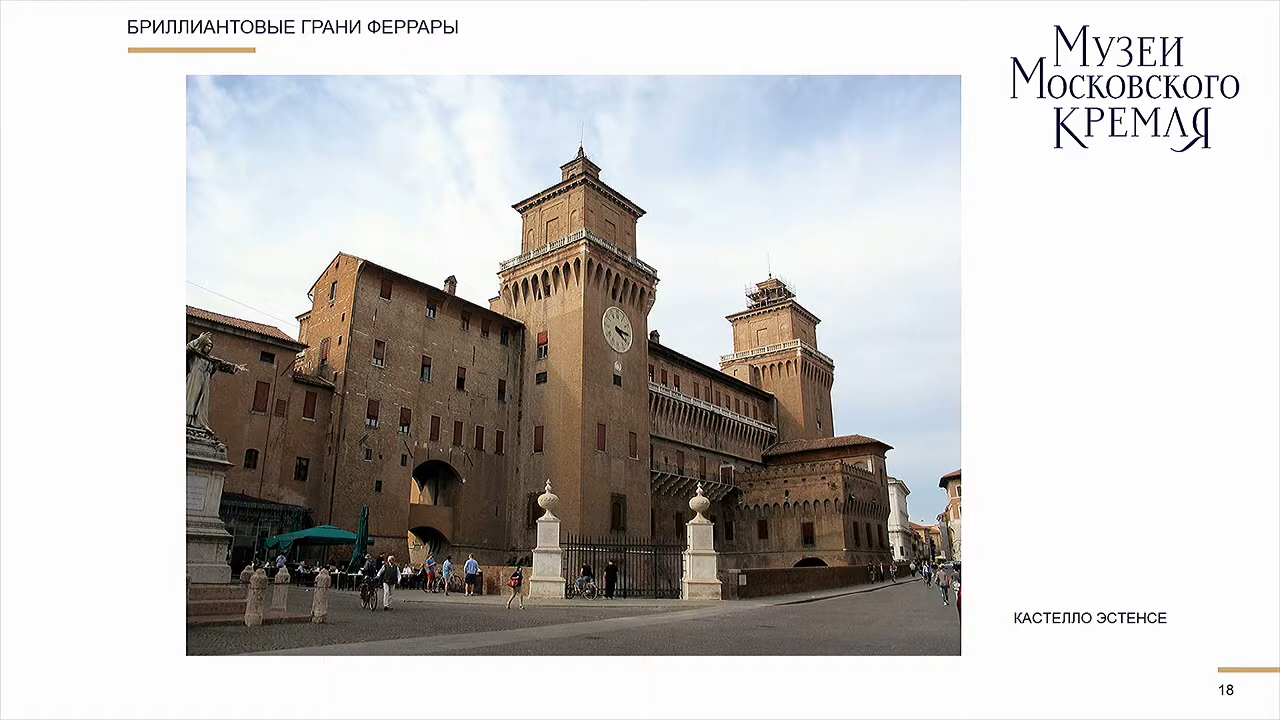 БРИЛЛИАНТОВЫЕ ГРАНИ ФЕРРАРЫ
Музеи
Московского
Кремля
КАСТЕЛЛО ЭСТЕНСЕ
18